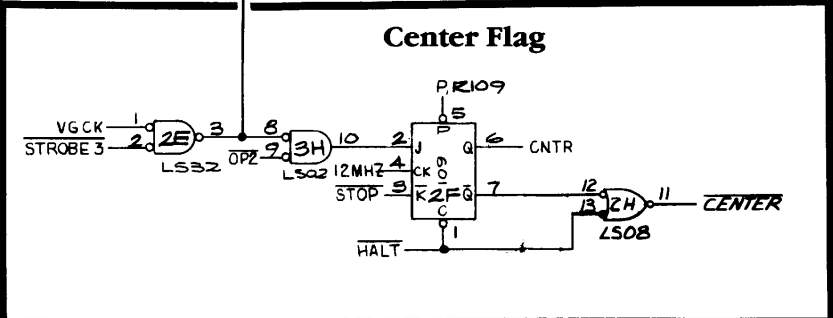 Center Flag
P, R109
5
VGCK 1
STROBE 3 2
2E
3
LS32
8
OP2 9
3H
10
LS02
2 J
P
Q 6 CNTR
12MHZ 4 CK
109
STOP 3 K 2F Q 7
C
1
HALT
12
13
2H
11 CENTER
LS08